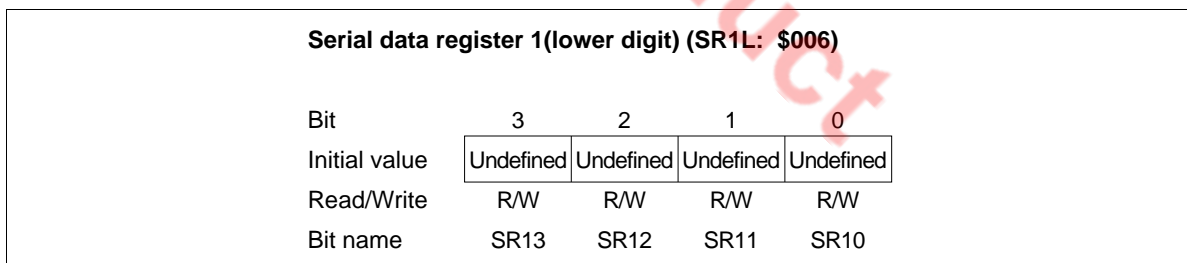 Serial data register 1(lower digit) (SR1L: $006)
Bit 3 2 1 0
Initial value Undefined Undefined Undefined Undefined
Read/Write R/W R/W R/W R/W
Bit name SR13 SR12 SR11 SR10